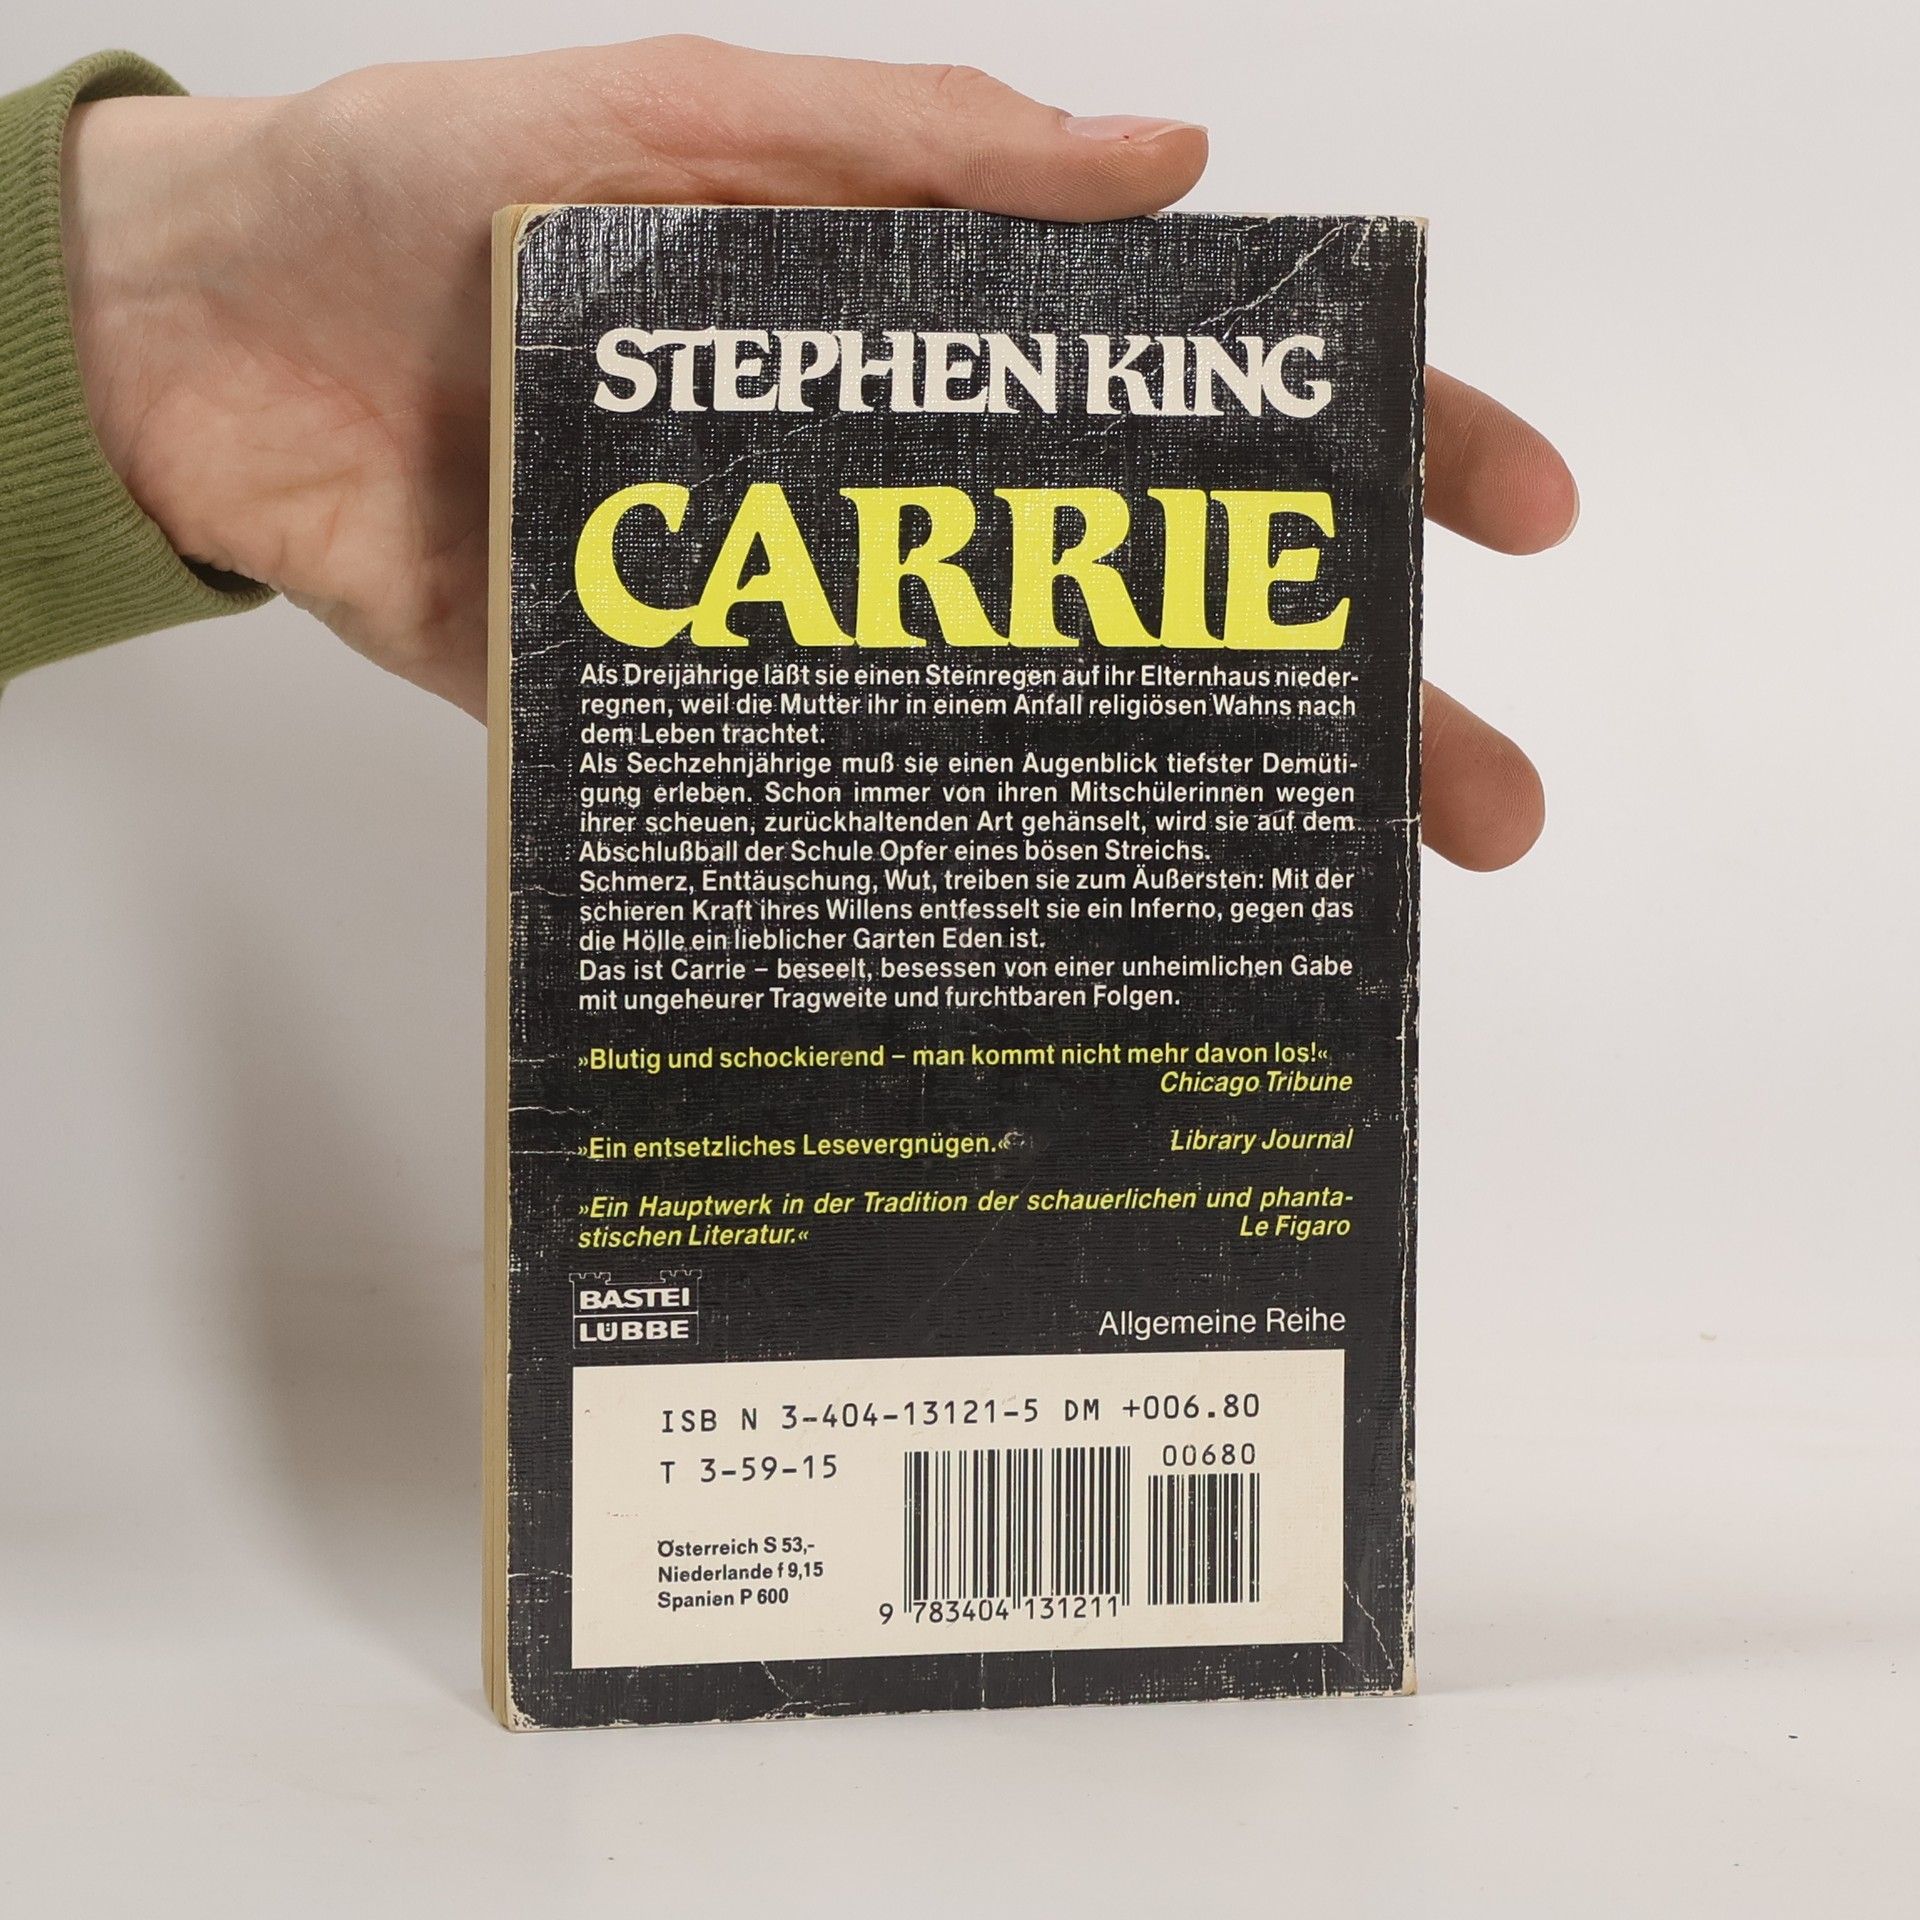 STEPHEN KING
CARRIE
Als Dreijährige läßt sie einen Steinregen auf ihr Elternhaus nieder-
regnen, weil die Mutter ihr in einem Anfall religiösen Wahns nach
dem Leben trachtet.
Als Sechzehnjährige muß sie einen Augenblick tiefster Demüti-
gung erleben. Schon immer von ihren Mitschülerinnen wegen
ihrer scheuen, zurückhaltenden Art gehänselt, wird sie auf dem
Abschlußball der Schule Opfer eines bösen Streichs.
Schmerz, Enttäuschung, Wut, treiben sie zum Äußersten: Mit der
schieren Kraft ihres Willens entfesselt sie ein Inferno, gegen das
die Hölle ein lieblicher Garten Eden ist.
Das ist Carrie – beseelt, besessen von einer unheimlichen Gabe
mit ungeheurer Tragweite und furchtbaren Folgen.
»Blutig und schockierend – man kommt nicht mehr davon los!«
Chicago Tribune
»Ein entsetzliches Lesevergnügen.« Library Journal
»Ein Hauptwerk in der Tradition der schauerlichen und phanta-
stischen Literatur.« Le Figaro
BASTEI
LÜBBE
Allgemeine Reihe
ISB N 3-404-13121-5 DM +006.80
T 3-59-15
00680
Österreich S 53,-
Niederlande f 9,15
Spanien P 600
9 783404 131211